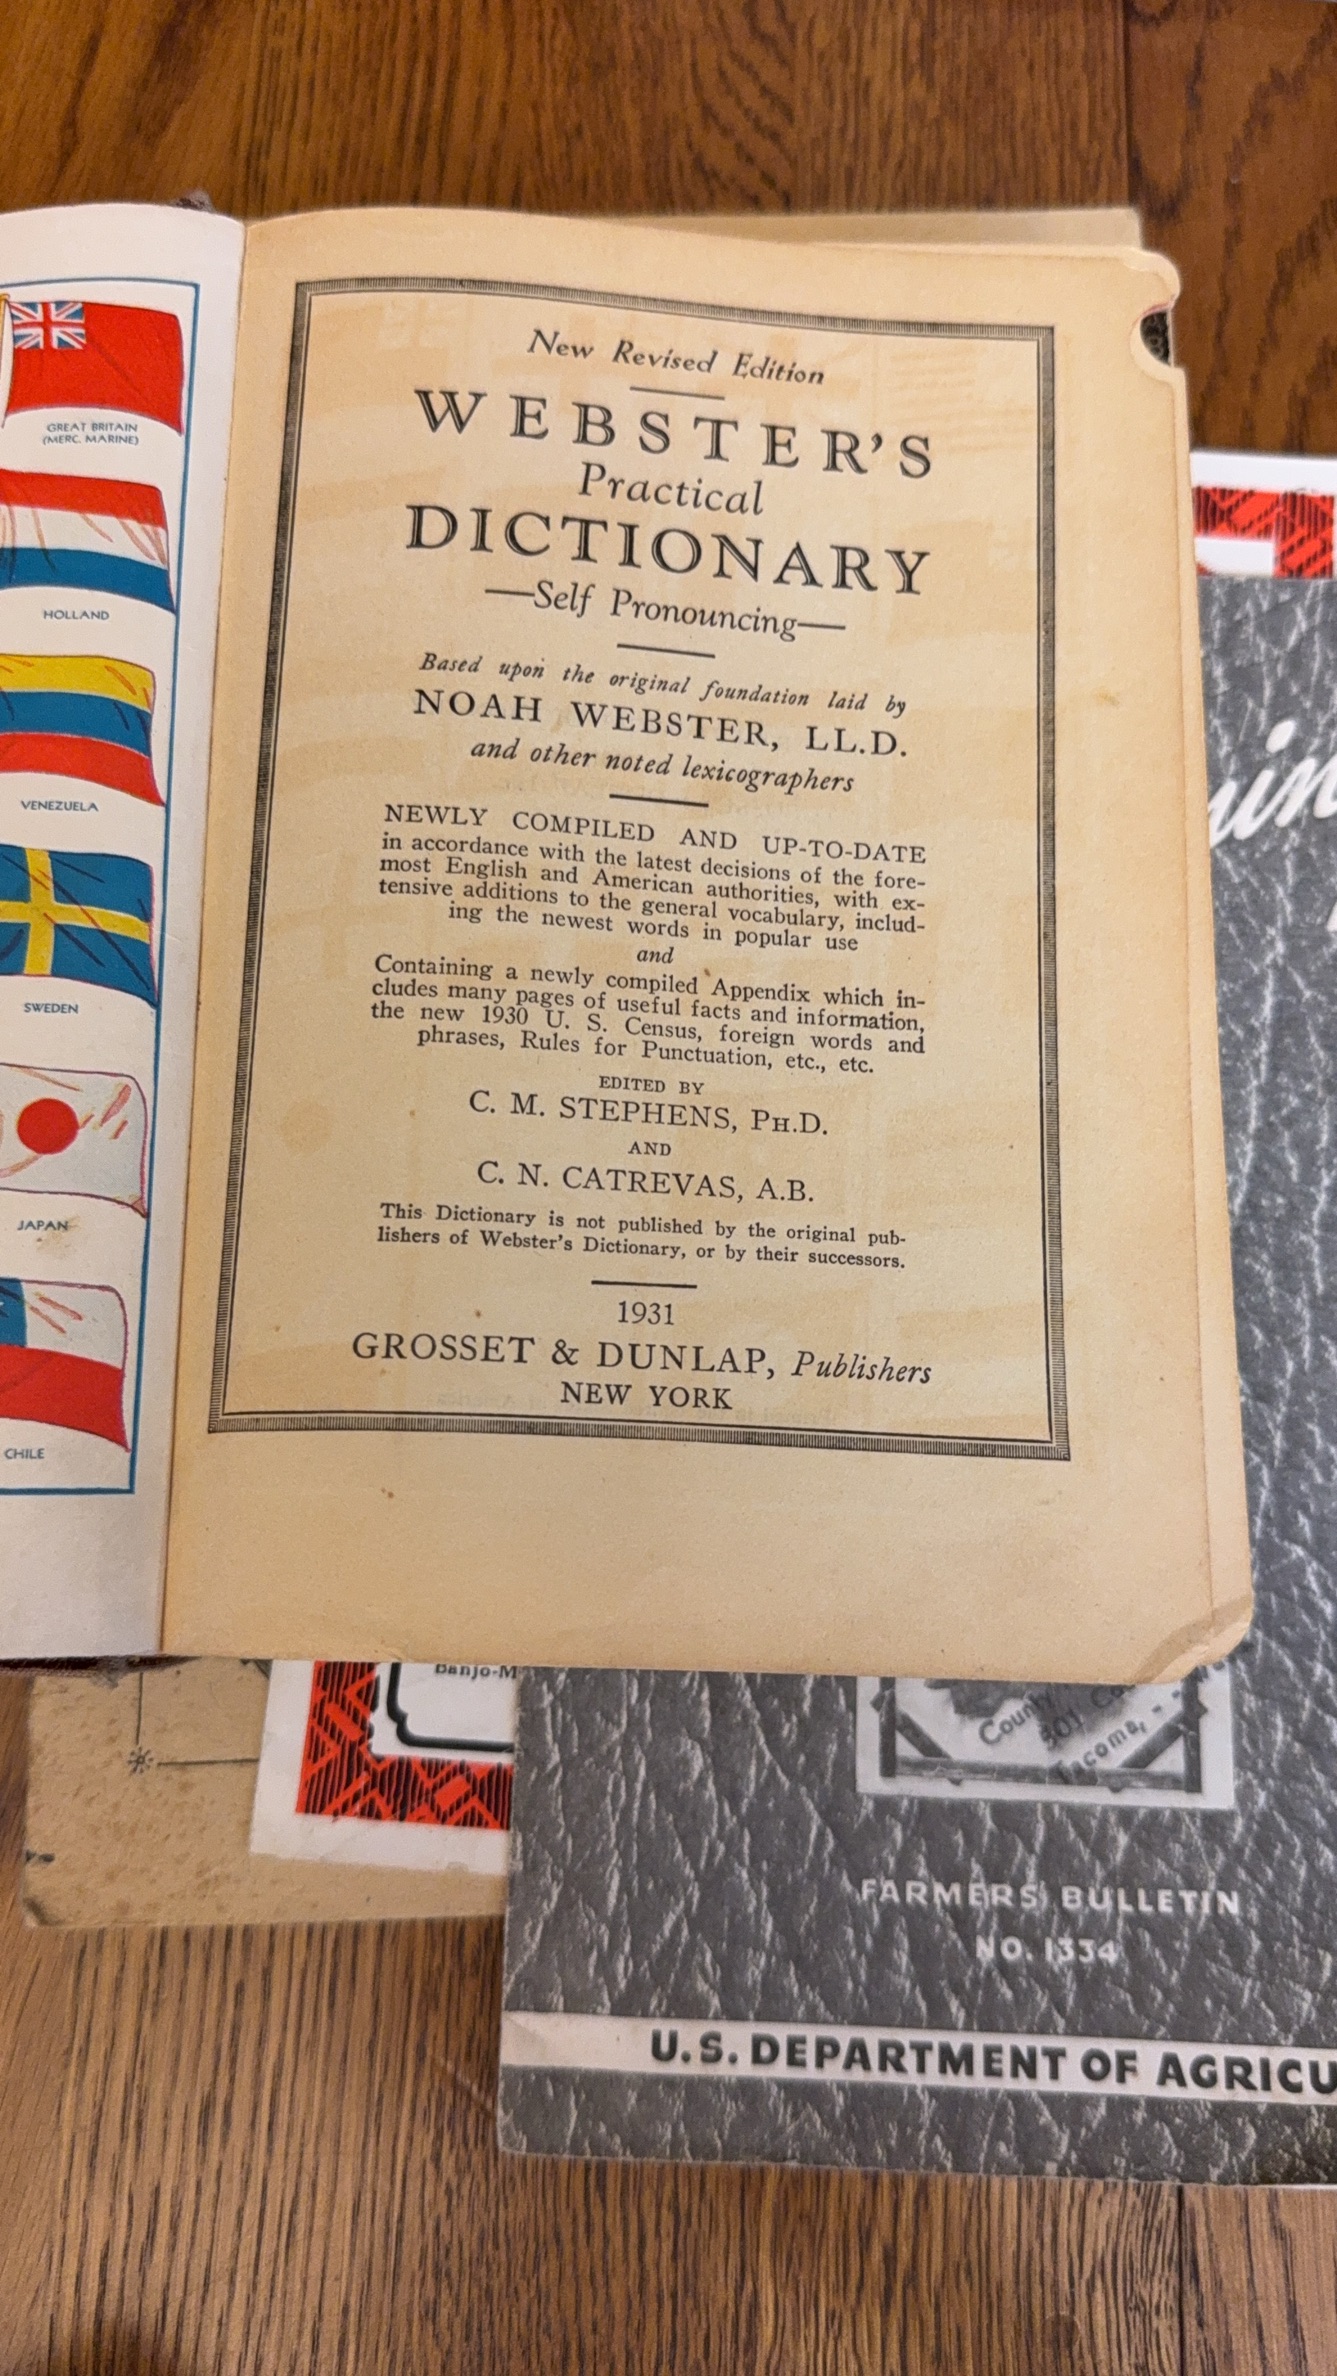 GREAT BRITAIN
(MERC. MARINE)
HOLLAND
VENEZUELA
SWEDEN
JAPAN
CHILE
New Revised Edition
WEBSTER'S
Practical
DICTIONARY
—Self Pronouncing—
Based upon the original foundation laid by
NOAH WEBSTER, LL.D.
and other noted lexicographers
NEWLY COMPILED AND UP-TO-DATE
in accordance with the latest decisions of the fore-
most English and American authorities, with ex-
tensive additions to the general vocabulary, includ-
ing the newest words in popular use
and
Containing a newly compiled Appendix which in-
cludes many pages of useful facts and information,
the new 1930 U. S. Census, foreign words and
phrases, Rules for Punctuation, etc., etc.
EDITED BY
C. M. STEPHENS, PH.D.
AND
C. N. CATREVAS, A.B.
This Dictionary is not published by the original pub-
lishers of Webster's Dictionary, or by their successors.
1931
GROSSET & DUNLAP, Publishers
NEW YORK
Banjo-M
County
301
Tacoma,
FARMERS' BULLETIN
NO. 1334
U.S. DEPARTMENT OF AGRICU